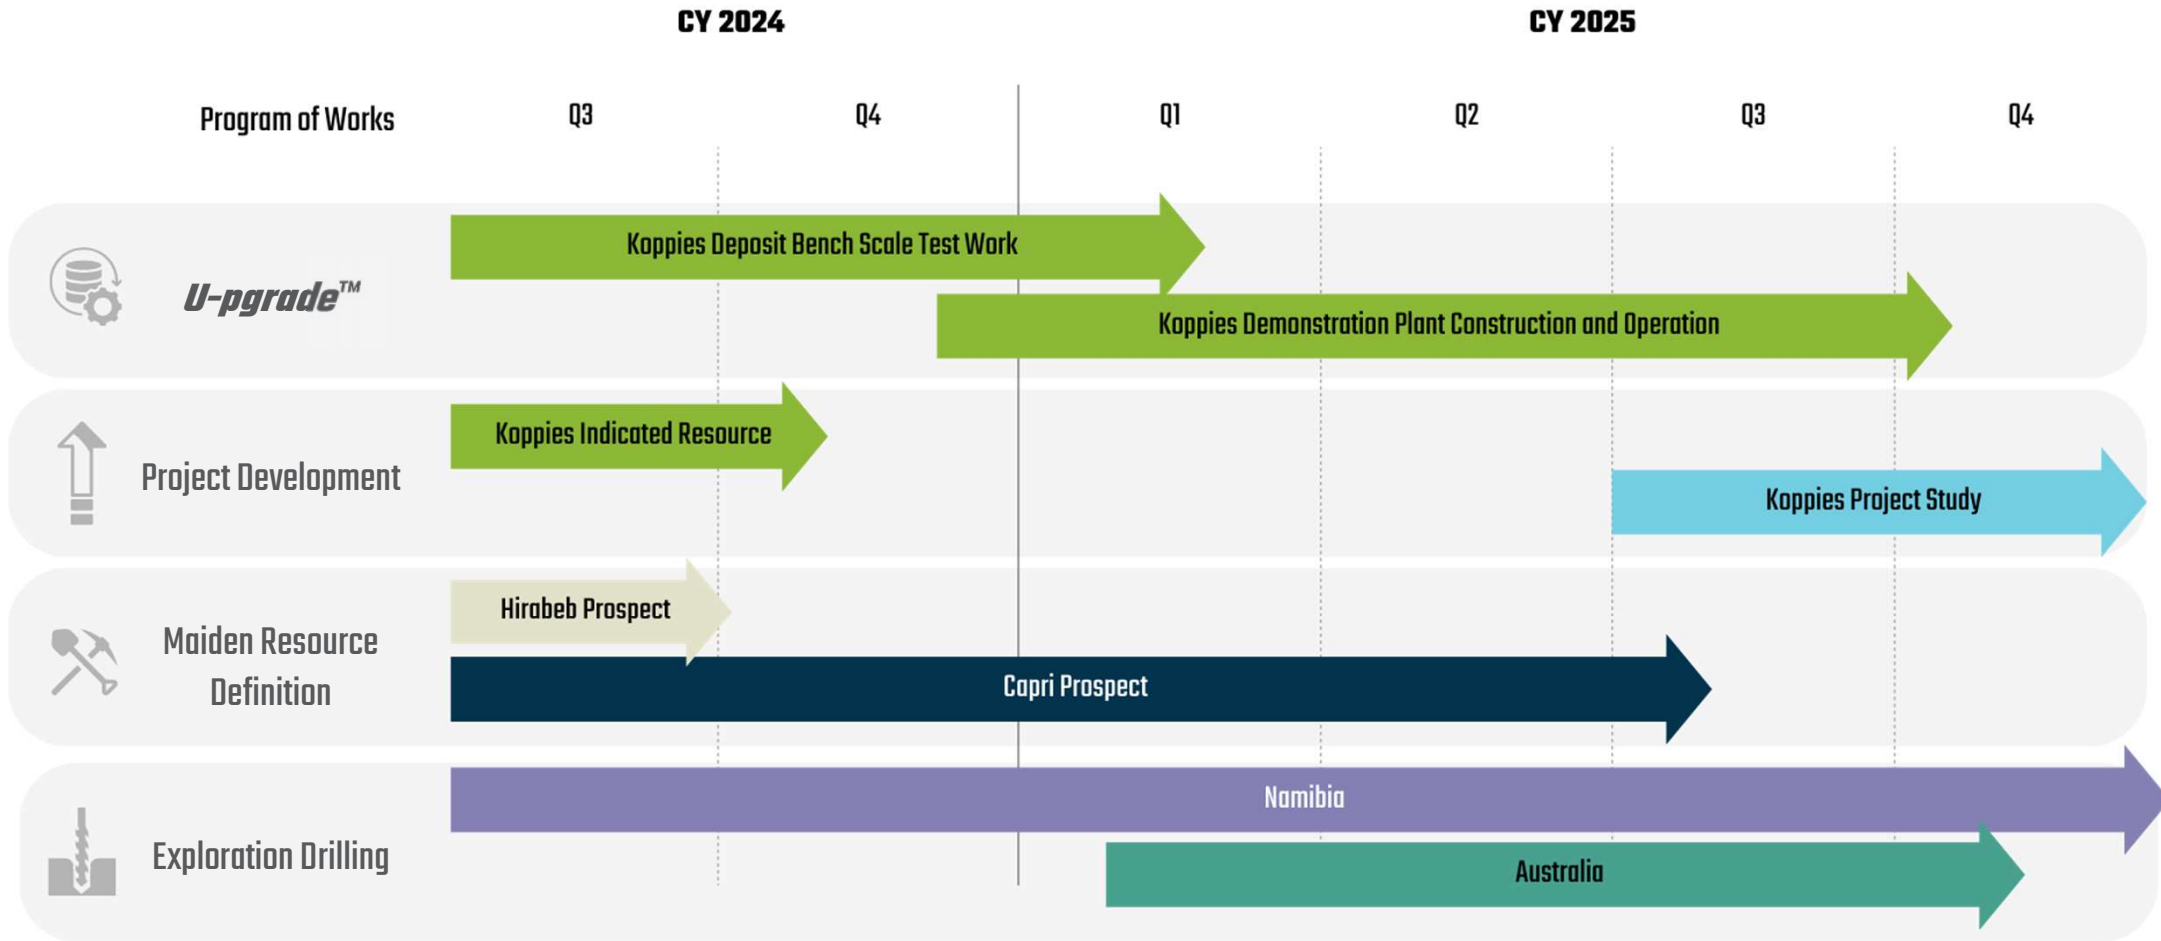 CY 2024
CY 2025
Program of Works
Q3
Q4
Q1
Q2
Q3
Q4
U-pgrade™
Koppies Deposit Bench Scale Test Work
Koppies Demonstration Plant Construction and Operation
Project Development
Koppies Indicated Resource
Koppies Project Study
Maiden Resource
Definition
Hirabeb Prospect
Capri Prospect
Exploration Drilling
Namibia
Australia